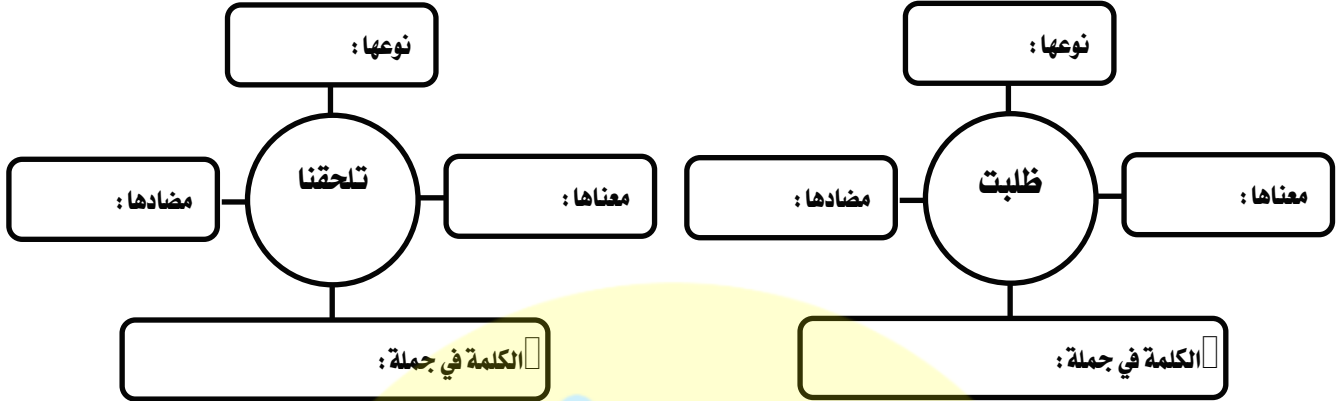 نوعها :
ظلبت
معناها :
مضادها :
الكلمة في جملة :
نوعها :
تلحقنا
معناها :
مضادها :
الكلمة في جملة :